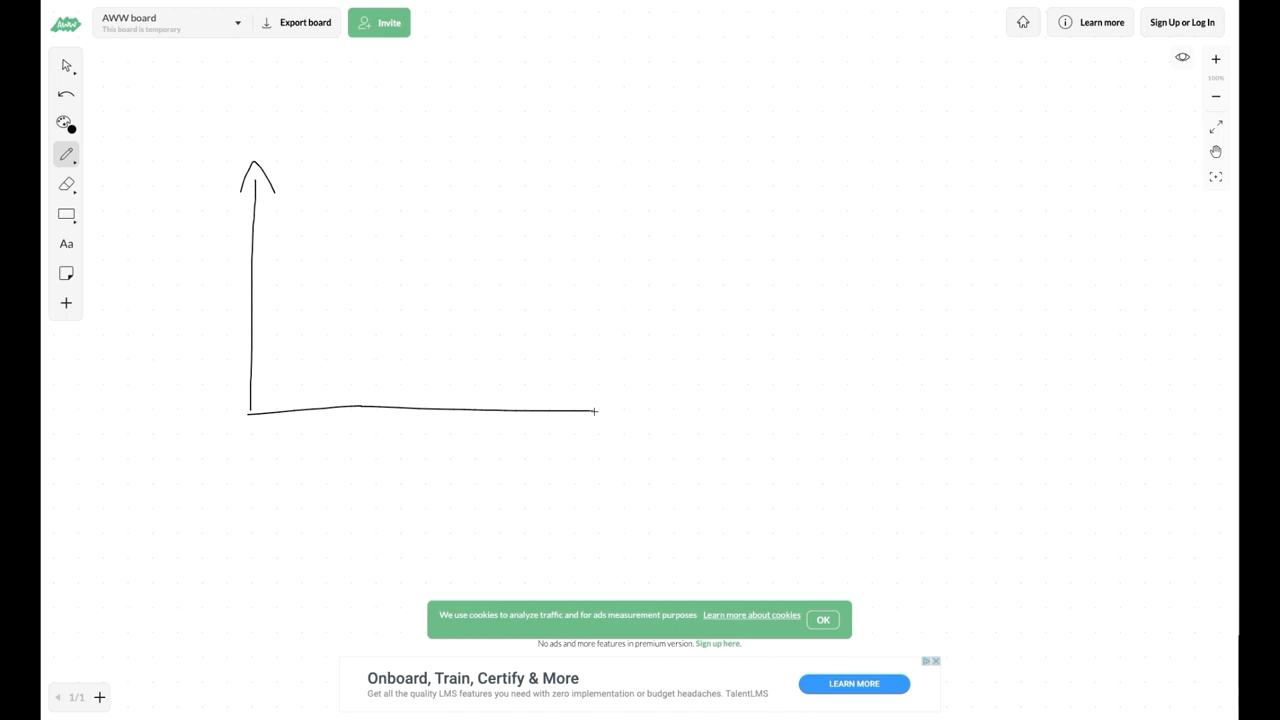 AWW
AWW board
This board is temporary
Export board
Invite
Learn more
Sign Up or Log In
100%
Aa
We use cookies to analyze traffic and for ads measurement purposes Learn more about cookies OK
No ads and more features in premium version. Sign up here.
Onboard, Train, Certify & More
Get all the quality LMS features you need with zero implementation or budget headaches. TalentLMS
LEARN MORE
1/1